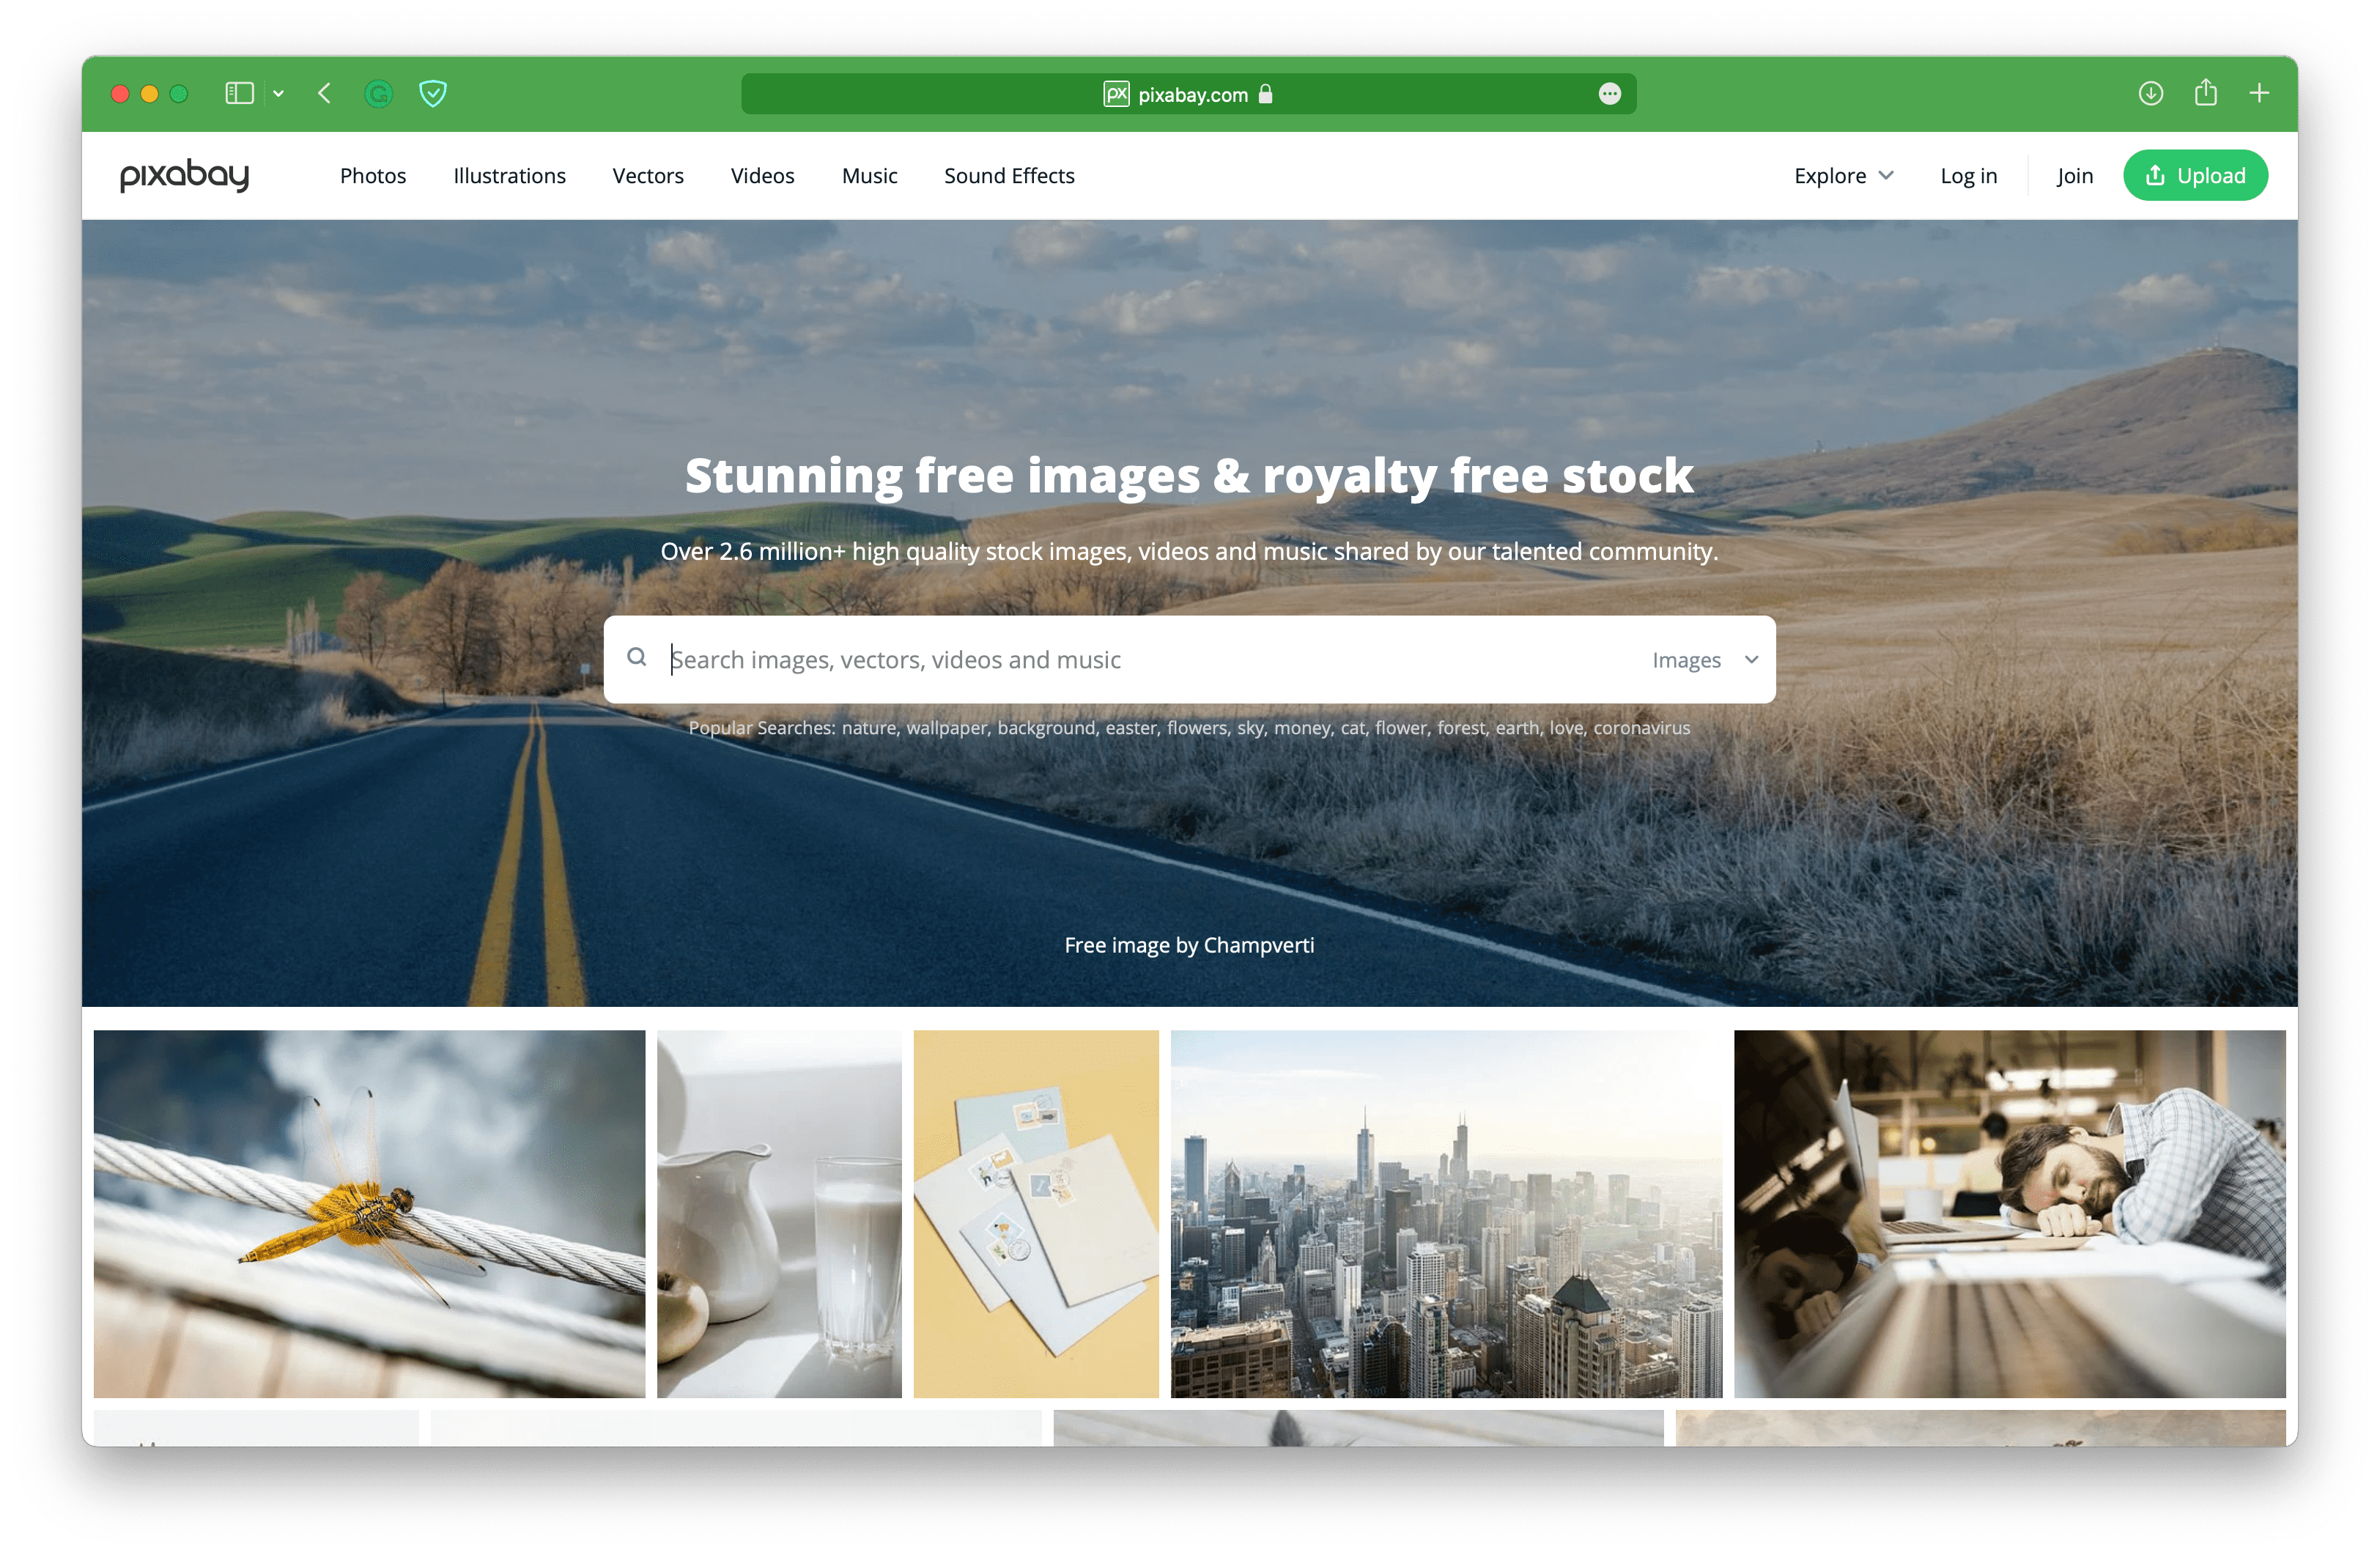 px pixabay.com
pixabay Photos Illustrations Vectors Videos Music Sound Effects Explore Log in Join Upload
Stunning free images & royalty free stock
Over 2.6 million+ high quality stock images, videos and music shared by our talented community.
Search images, vectors, videos and music Images
Popular Searches: nature, wallpaper, background, easter, flowers, sky, money, cat, flower, forest, earth, love, coronavirus
Free image by Champverti